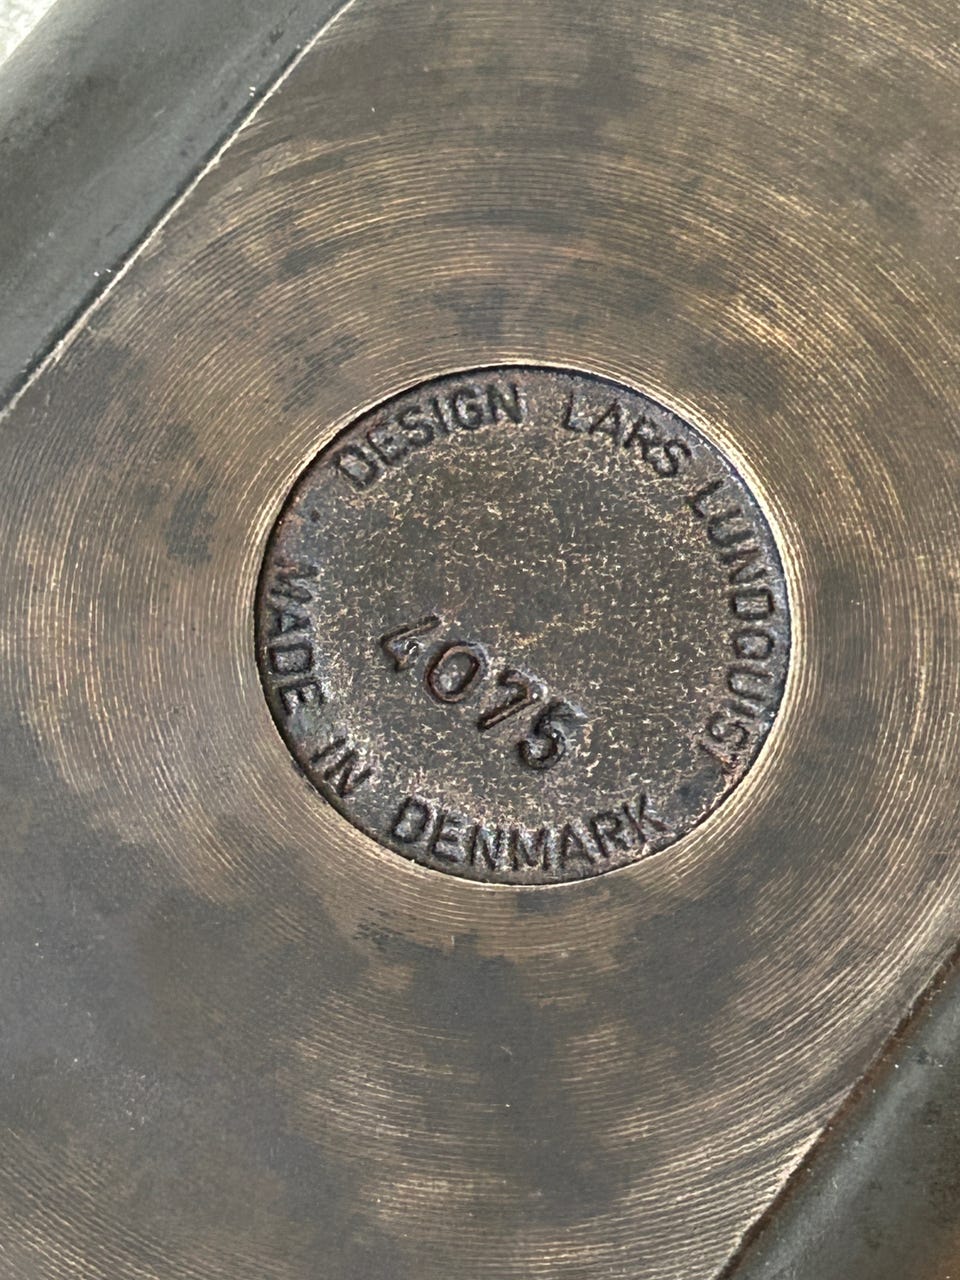 DESIGN LARS LUNDQUIST
4075
MADE IN DENMARK